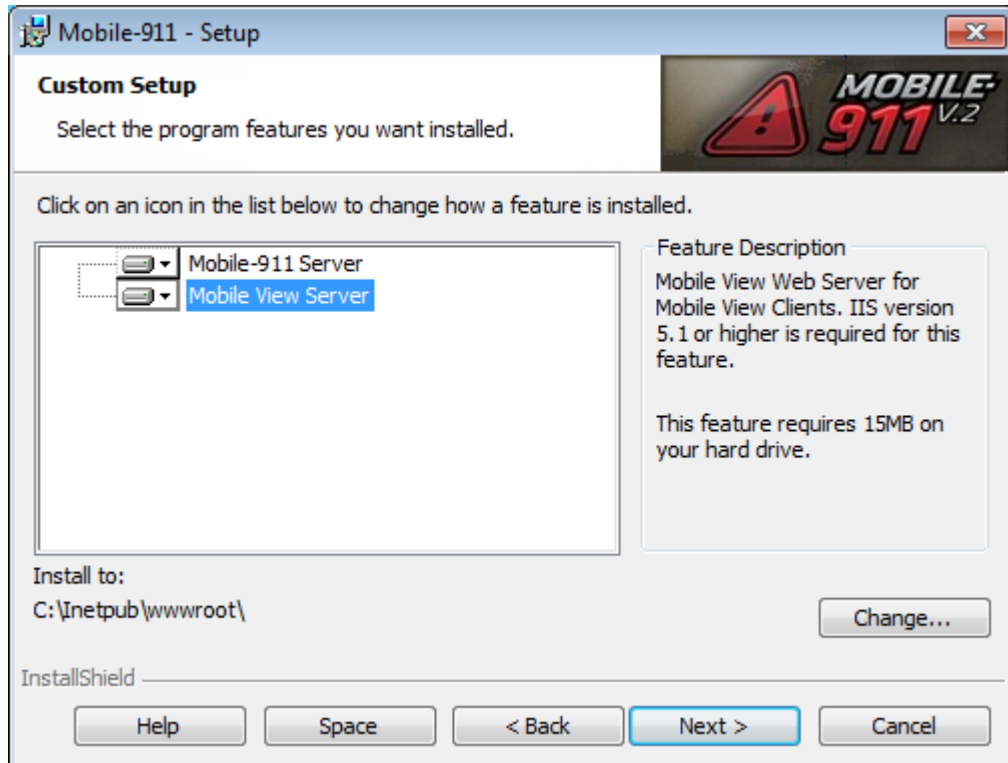 Mobile-911 - Setup
Custom Setup
Select the program features you want installed.
MOBILE-
911 V.2
Click on an icon in the list below to change how a feature is installed.
Mobile-911 Server
Mobile View Server
Feature Description
Mobile View Web Server for
Mobile View Clients. IIS version
5.1 or higher is required for this
feature.
This feature requires 15MB on
your hard drive.
Install to:
C:\Inetpub\wwwroot\
Change...
InstallShield
Help
Space
< Back
Next >
Cancel